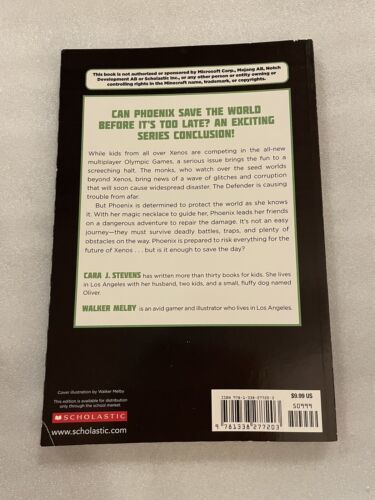 This book is not authorized or sponsored by Microsoft Corp., Mojang AB, Notch
Development AB or Scholastic Inc., or any other person or entity owning or
controlling rights in the Minecraft name, trademark, or copyrights.
CAN PHOENIX SAVE THE WORLD
BEFORE IT'S TOO LATE? AN EXCITING
SERIES CONCLUSION!
While kids from all over Xenos are competing in the all-new
multiplayer Olympic Games, a serious issue brings the fun to a
screeching halt. The monks, who watch over the seed worlds
beyond Xenos, bring news of a wave of glitches and corruption
that will soon cause widespread disaster. The Defender is causing
trouble from afar.
But Phoenix is determined to protect the world as she knows
it. With her magic necklace to guide her, Phoenix leads her friends
on a dangerous adventure to repair the damage. It's not an easy
journey—they must survive deadly battles, traps, and plenty of
obstacles on the way. Phoenix is prepared to risk everything for the
future of Xenos . . . but is it enough to save the day?
CARA J. STEVENS has written more than thirty books for kids. She lives
in Los Angeles with her husband, two kids, and a small, fluffy dog named
Oliver.
WALKER MELBY is an avid gamer and illustrator who lives in Los Angeles.
Cover illustration by Walker Melby
This edition is available for distribution
only through the school market.
SCHOLASTIC
www.scholastic.com
ISBN 978-1-338-27720-3
$9.99 US
50999
9 781338 277203